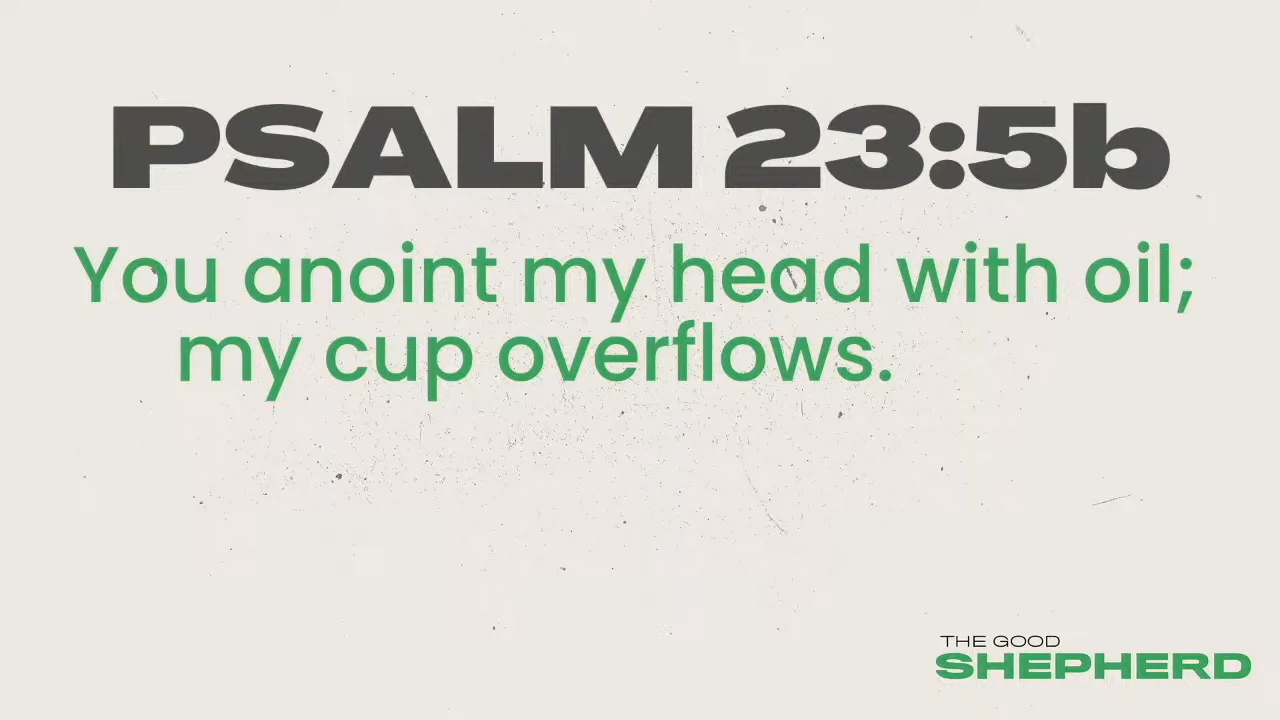 PSALM 23:5b
You anoint my head with oil;
my cup overflows.
THE GOOD
SHEPHERD